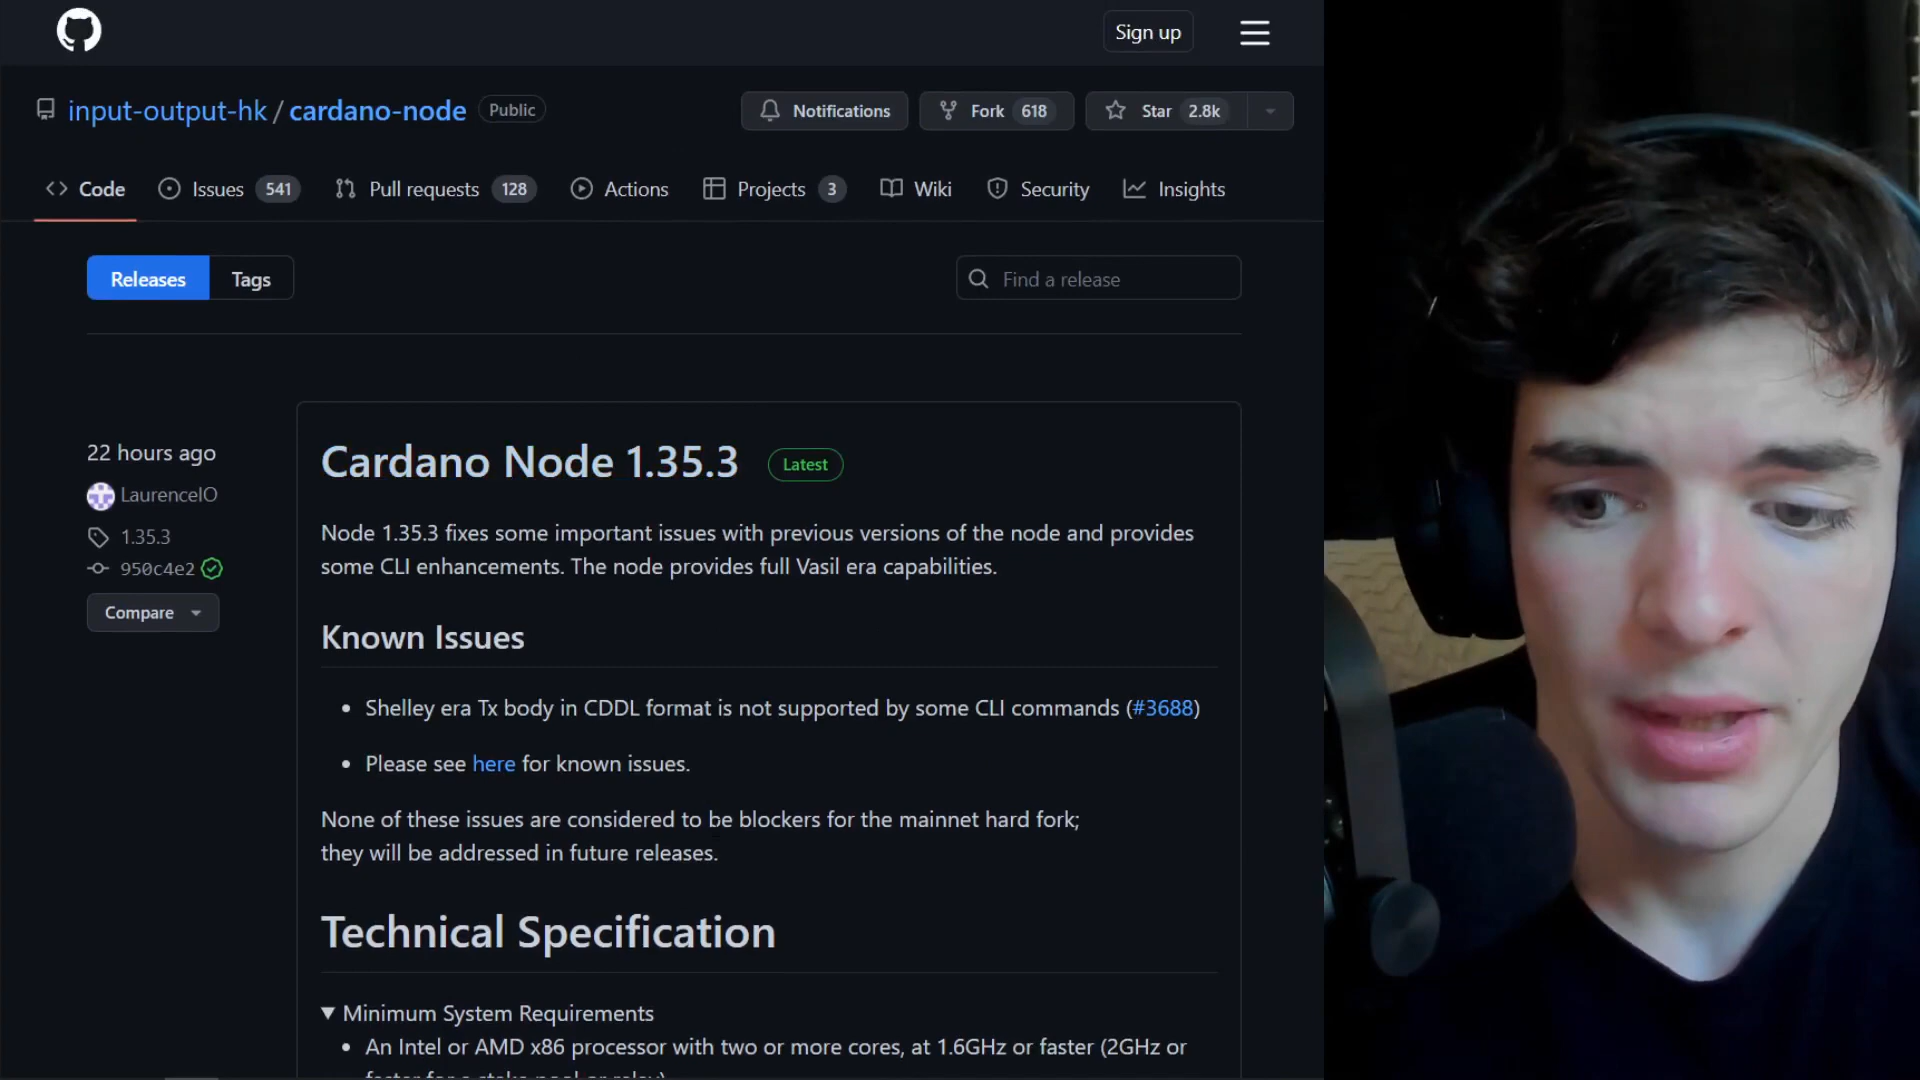 Sign up
input-output-hk / cardano-node Public
Notifications Fork 618 Star 2.8k
Code Issues 541 Pull requests 128 Actions Projects 3 Wiki Security Insights
Releases Tags Find a release
22 hours ago
LaurenceIO
1.35.3
950c4e2
Compare
Cardano Node 1.35.3 Latest
Node 1.35.3 fixes some important issues with previous versions of the node and provides
some CLI enhancements. The node provides full Vasil era capabilities.
Known Issues
• Shelley era Tx body in CDDL format is not supported by some CLI commands (#3688)
• Please see here for known issues.
None of these issues are considered to be blockers for the mainnet hard fork;
they will be addressed in future releases.
Technical Specification
▼ Minimum System Requirements
• An Intel or AMD x86 processor with two or more cores, at 1.6GHz or faster (2GHz or